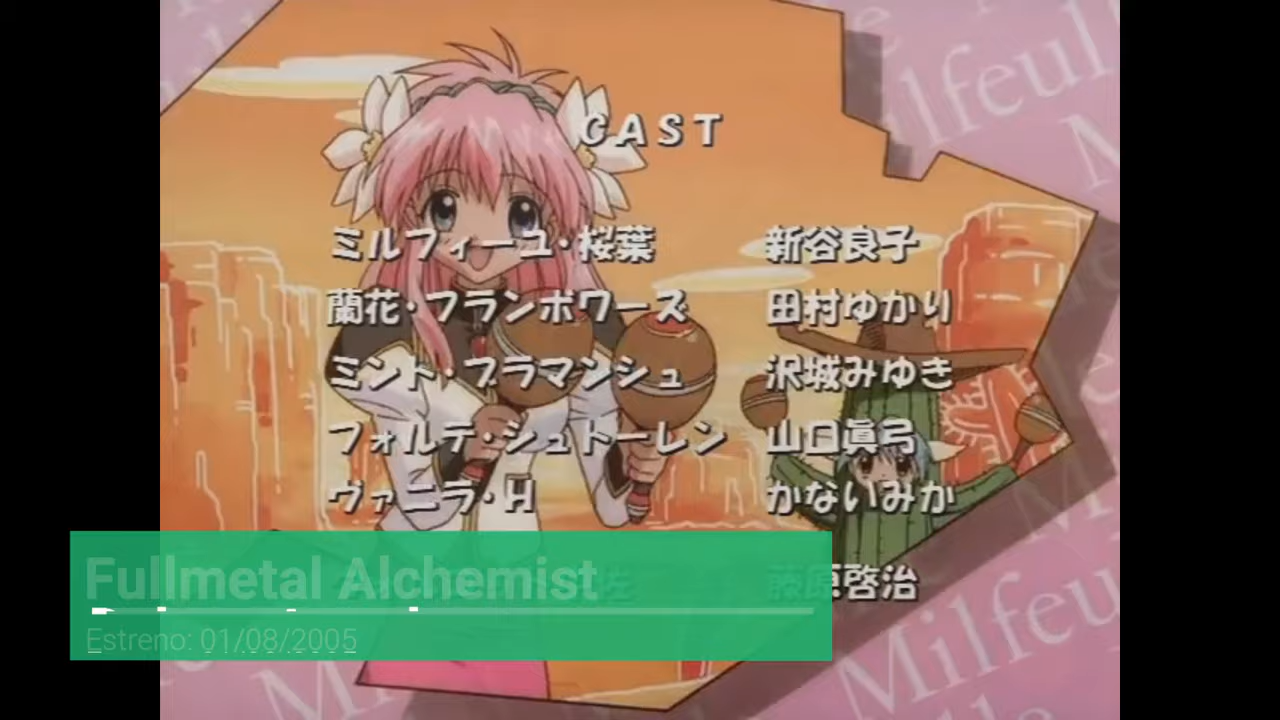 CAST
ミルフィーユ・桜葉 新谷良子
蘭花・フランボワーズ 田村ゆかり
ミント・ブラマンシュ 沢城みゆき
フォルテ・シュトーレン 山口眞弓
ヴァニラ・H かないみか
藤原啓治
Fullmetal Alchemist
Estreno: 01/08/2005
Milfeu
Milfeul